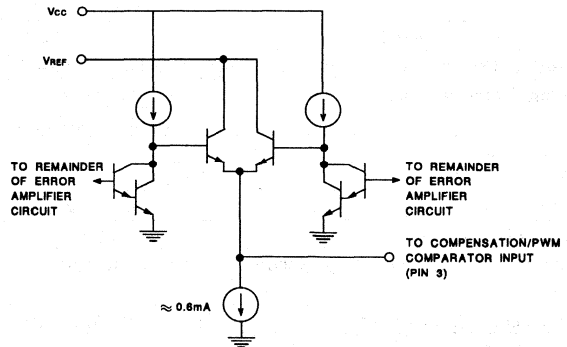 VCC
VREF
TO REMAINDER
OF ERROR
AMPLIFIER
CIRCUIT
TO REMAINDER
OF ERROR
AMPLIFIER
CIRCUIT
TO COMPENSATION/PWM
COMPARATOR INPUT
(PIN 3)
≈ 0.6mA